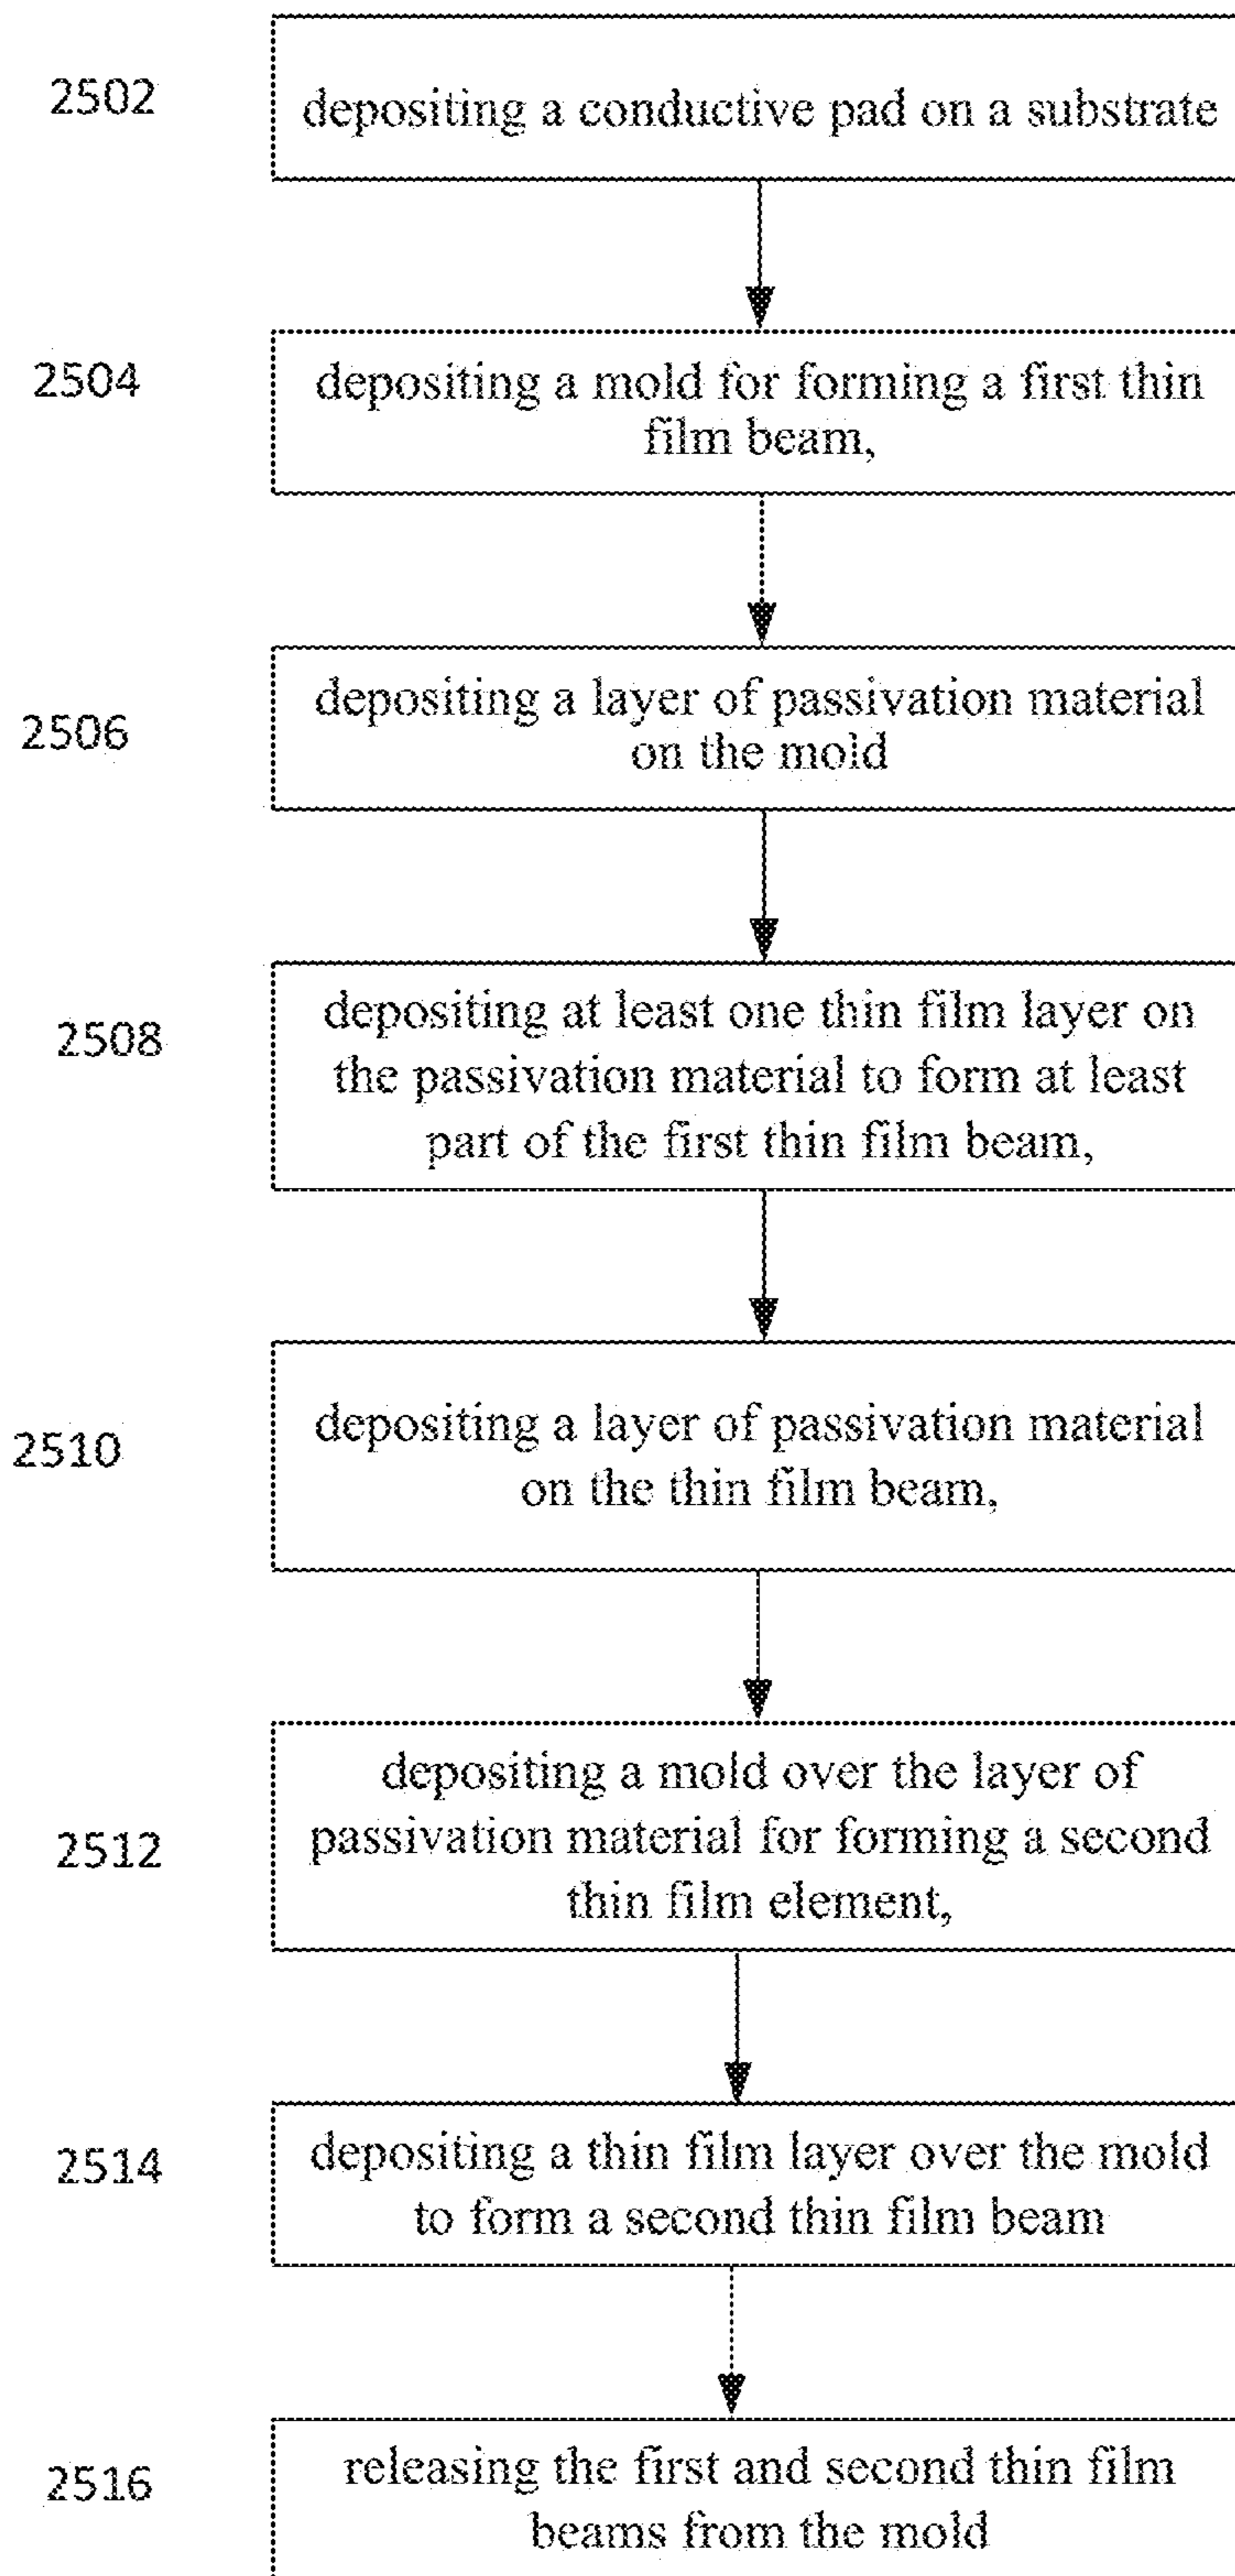 2502
depositing a conductive pad on a substrate
2504
depositing a mold for forming a first thin
film beam,
2506
depositing a layer of passivation material
on the mold
2508
depositing at least one thin film layer on
the passivation material to form at least
part of the first thin film beam,
2510
depositing a layer of passivation material
on the thin film beam,
2512
depositing a mold over the layer of
passivation material for forming a second
thin film element,
2514
depositing a thin film layer over the mold
to form a second thin film beam
2516
releasing the first and second thin film
beams from the mold